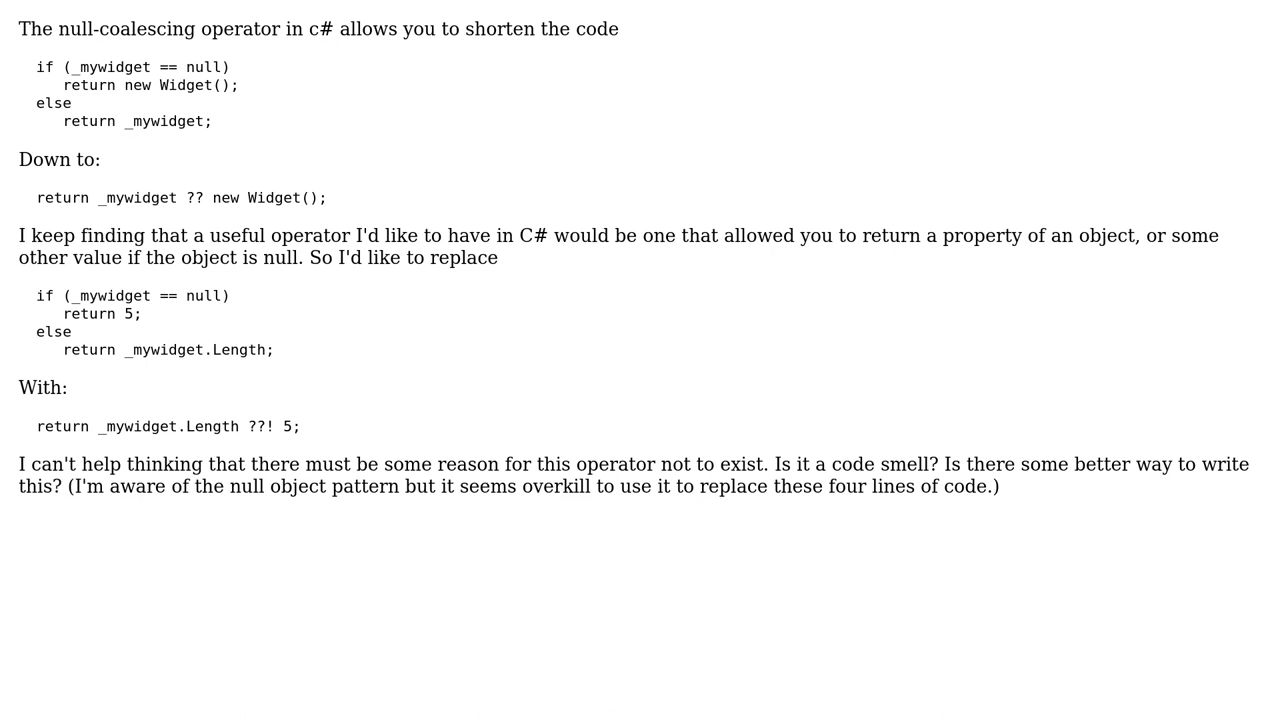 The null-coalescing operator in c# allows you to shorten the code
if (_mywidget == null)
   return new Widget();
else
   return _mywidget;
Down to:
return _mywidget ?? new Widget();
I keep finding that a useful operator I'd like to have in C# would be one that allowed you to return a property of an object, or some
other value if the object is null. So I'd like to replace
if (_mywidget == null)
   return 5;
else
   return _mywidget.Length;
With:
return _mywidget.Length ??! 5;
I can't help thinking that there must be some reason for this operator not to exist. Is it a code smell? Is there some better way to write
this? (I'm aware of the null object pattern but it seems overkill to use it to replace these four lines of code.)